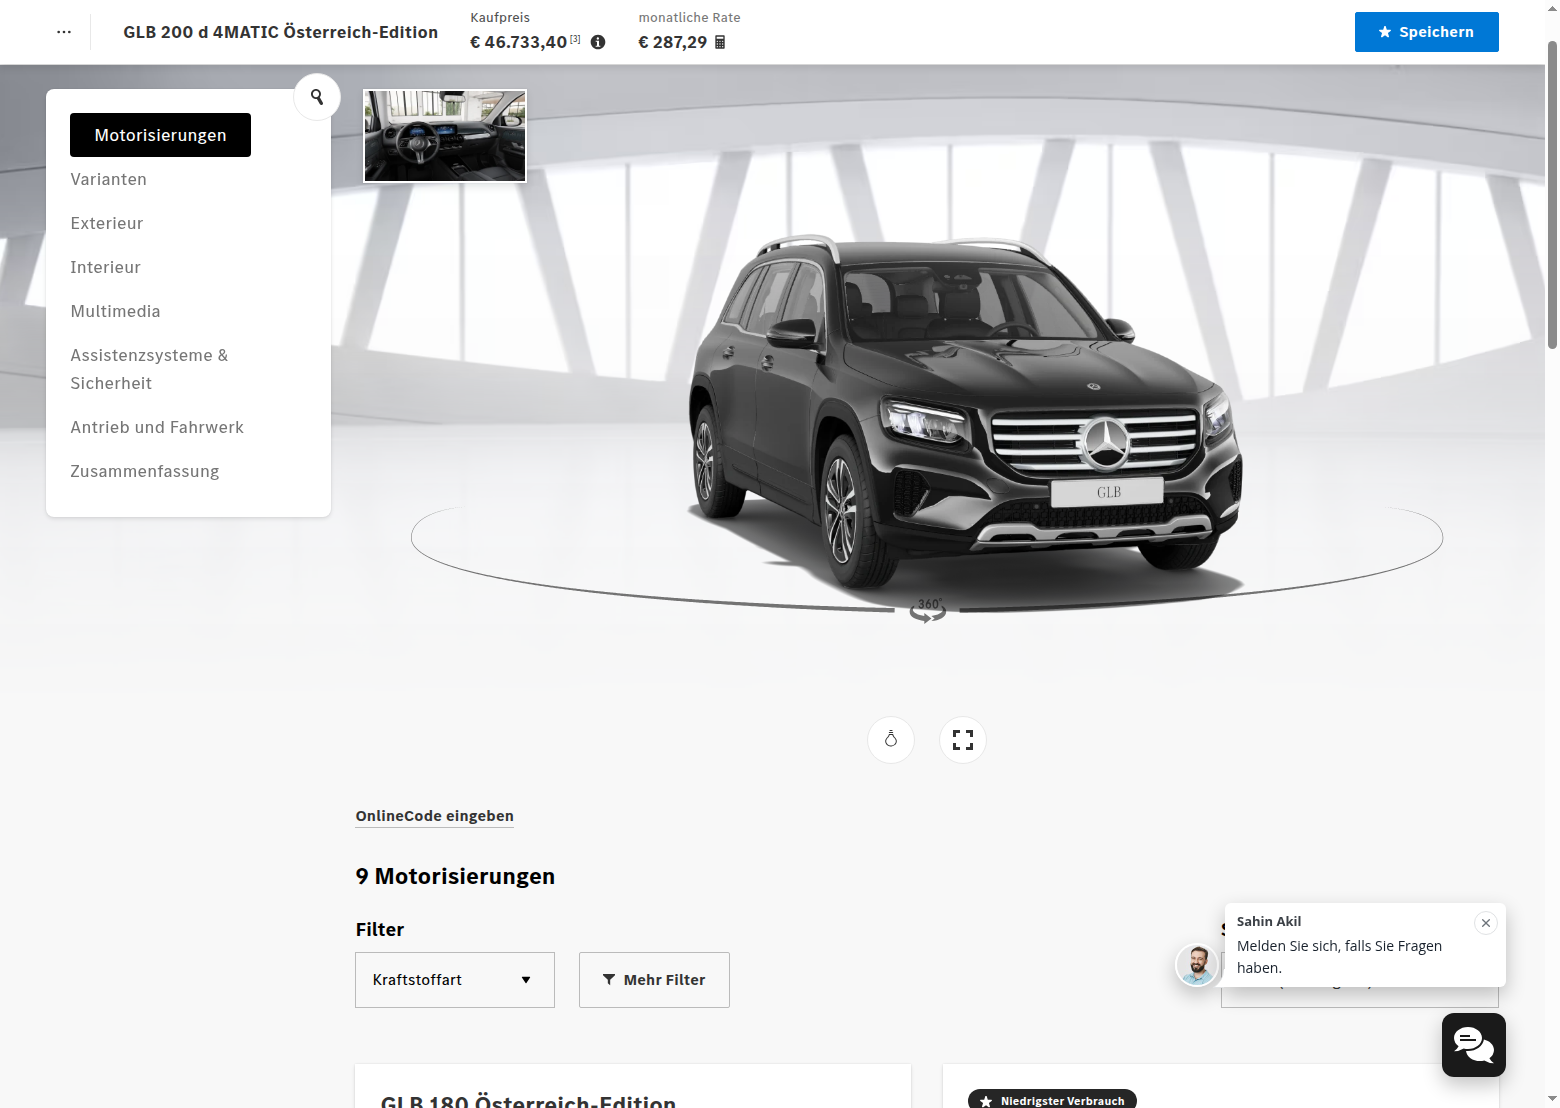 GLB 200 d 4MATIC Österreich-Edition
Kaufpreis
€ 46.733,40 [3]
monatliche Rate
€ 287,29
Speichern
Motorisierungen
Varianten
Exterieur
Interieur
Multimedia
Assistenzsysteme &
Sicherheit
Antrieb und Fahrwerk
Zusammenfassung
GLB
360°
OnlineCode eingeben
9 Motorisierungen
Filter
Kraftstoffart
Mehr Filter
Sahin Akil
Melden Sie sich, falls Sie Fragen
haben.
GLB 180 Österreich-Edition
Niedrigster Verbrauch